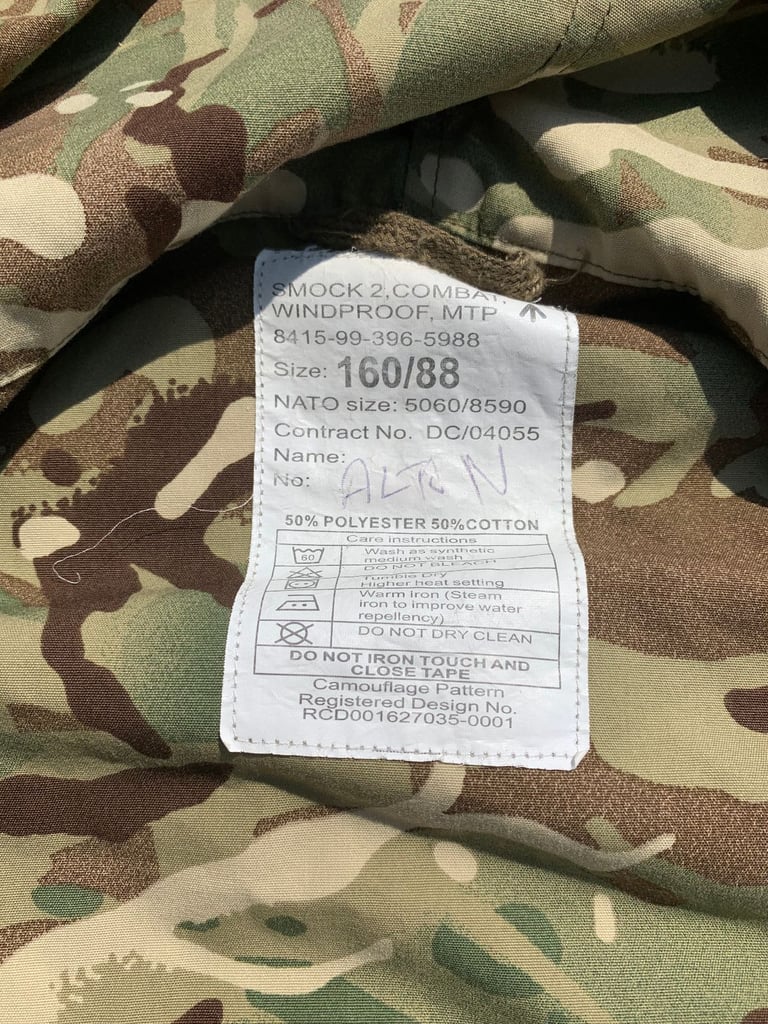 SMOCK 2, COMBAT,
WINDPROOF, MTP
8415-99-396-5988
Size: 160/88
NATO size: 5060/8590
Contract No. DC/04055
Name:
No:
50% POLYESTER 50%COTTON
Care instructions
60
Wash as synthetic
medium wash
DO NOT BLEACH
Tumble Dry
Higher heat setting
Warm Iron (Steam
iron to improve water
repellency)
DO NOT DRY CLEAN
DO NOT IRON TOUCH AND
CLOSE TAPE
Camouflage Pattern
Registered Design No.
RCD001627035-0001